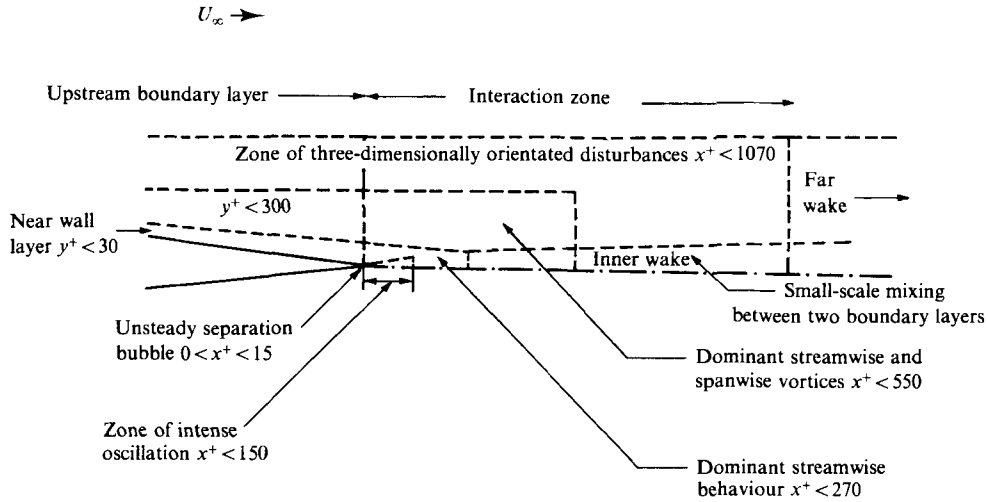 U∞
Upstream boundary layer
Interaction zone
Zone of three-dimensionally orientated disturbances x⁺ < 1070
Far
wake
y⁺ < 300
Near wall
layer y⁺ < 30
Inner wake
Small-scale mixing
between two boundary layers
Unsteady separation
bubble 0 < x⁺ < 15
Dominant streamwise and
spanwise vortices x⁺ < 550
Zone of intense
oscillation x⁺ < 150
Dominant streamwise
behaviour x⁺ < 270